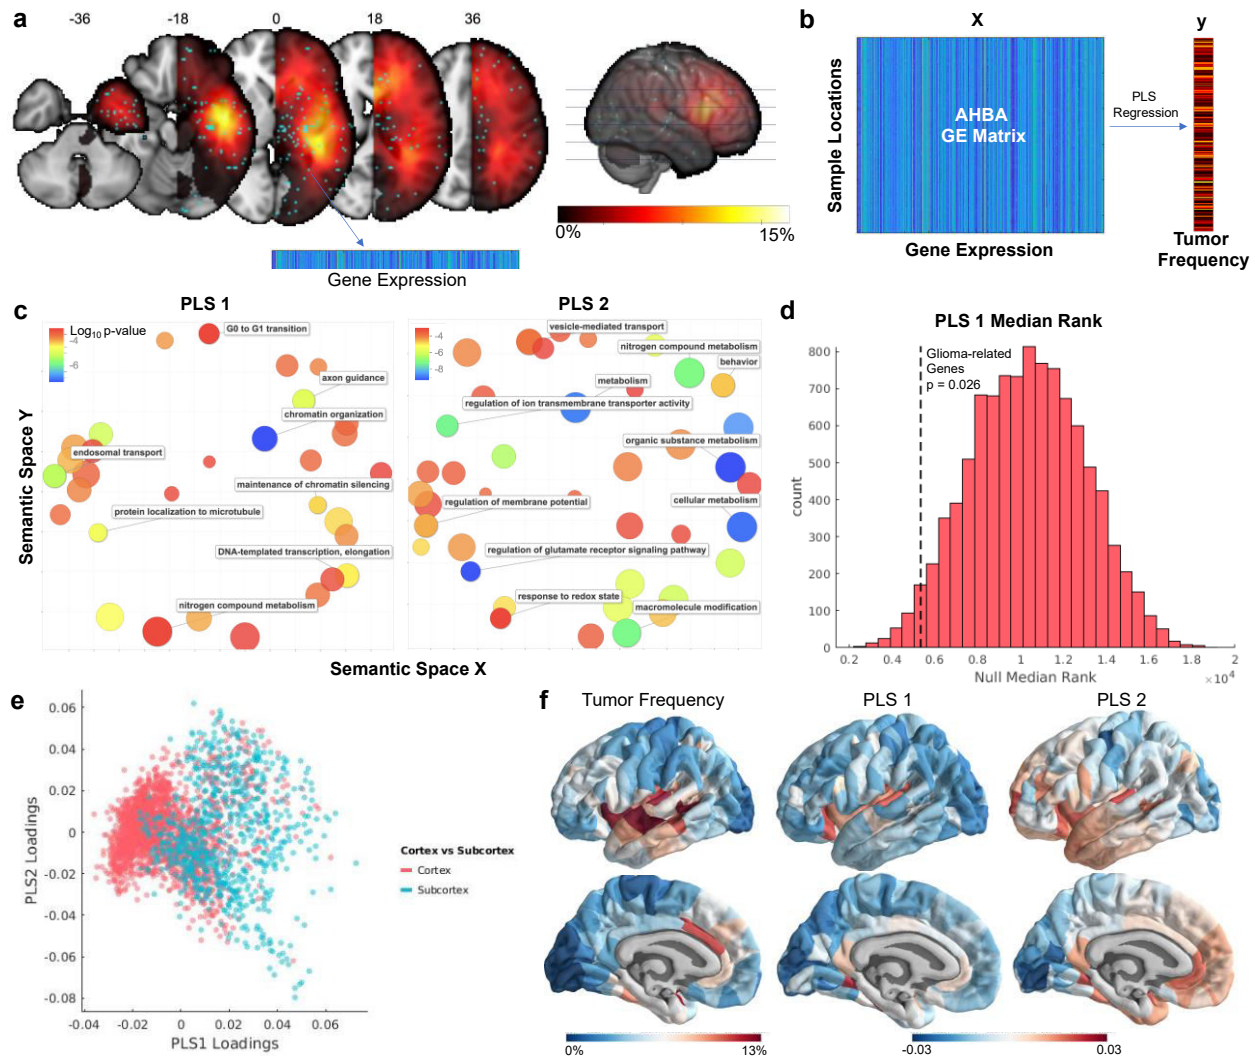 a
-36
-18
0
18
36
0%
15%
Gene Expression
b
X
y
Sample Locations
AHBA
GE Matrix
PLS
Regression
Gene Expression
Tumor
Frequency
c
PLS 1
PLS 2
Log10 p-value
-4
-6
G0 to G1 transition
axon guidance
chromatin organization
endosomal transport
maintenance of chromatin silencing
protein localization to microtubule
DNA-templated transcription, elongation
nitrogen compound metabolism
Semantic Space Y
-4
-6
-8
vesicle-mediated transport
nitrogen compound metabolism
behavior
metabolism
regulation of ion transmembrane transporter activity
organic substance metabolism
regulation of membrane potential
cellular metabolism
regulation of glutamate receptor signaling pathway
response to redox state
macromolecule modification
Semantic Space X
d
PLS 1 Median Rank
Glioma-related
Genes
p = 0.026
800
700
600
500
400
300
200
100
0
count
0.2
0.4
0.6
0.8
1
1.2
1.4
1.6
1.8
2
×10⁴
Null Median Rank
e
0.06
0.04
0.02
0
-0.02
-0.04
-0.06
-0.08
PLS2 Loadings
-0.04
-0.02
0
0.02
0.04
0.06
PLS1 Loadings
Cortex vs Subcortex
Cortex
Subcortex
f
Tumor Frequency
PLS 1
PLS 2
0%
13%
-0.03
0.03